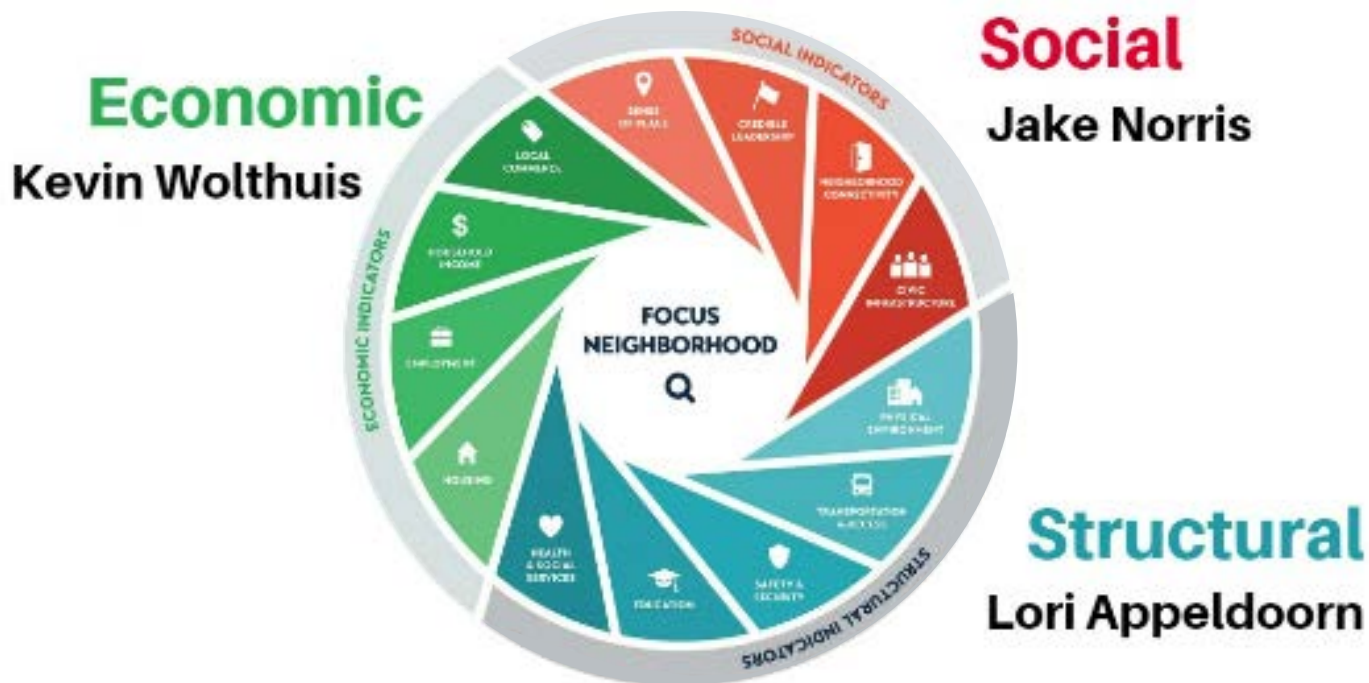 Economic
Kevin Wolthuis
Social
Jake Norris
Structural
Lori Appeldoorn
SOCIAL INDICATORS
ECONOMIC INDICATORS
STRUCTURAL INDICATORS
FOCUS
NEIGHBORHOOD
SENSE
OF PLACE
CREDIBLE
LEADERSHIP
NEIGHBORHOOD
CONNECTIVITY
CIVIC
INFRASTRUCTURE
PHYSICAL
ENVIRONMENT
TRANSPORTATION
& ACCESS
SAFETY &
SECURITY
EDUCATION
HEALTH
& SOCIAL
SERVICES
HOUSING
EMPLOYMENT
$
HOUSEHOLD
INCOME
LOCAL
COMMERCE